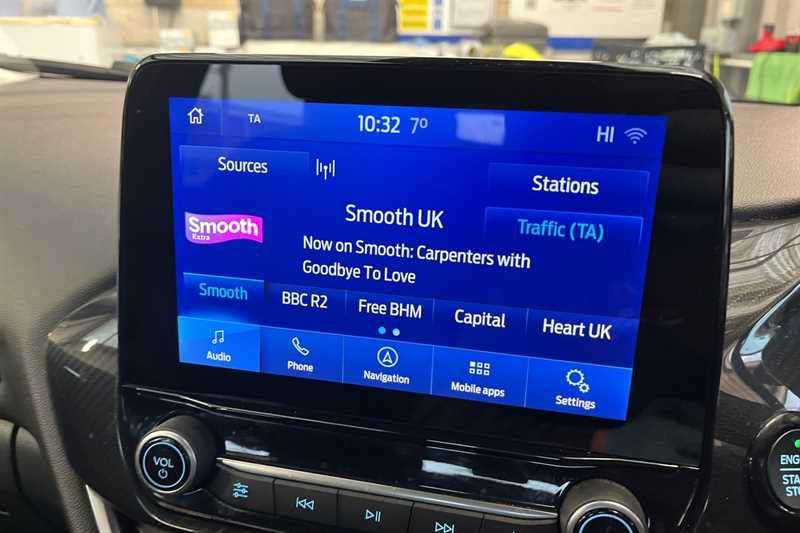 TA
10:32 7°
HI
Sources
Stations
Smooth
Extra
Smooth UK
Traffic (TA)
Now on Smooth: Carpenters with
Goodbye To Love
Smooth
BBC R2
Free BHM
Capital
Heart UK
Audio
Phone
Navigation
Mobile apps
Settings
VOL